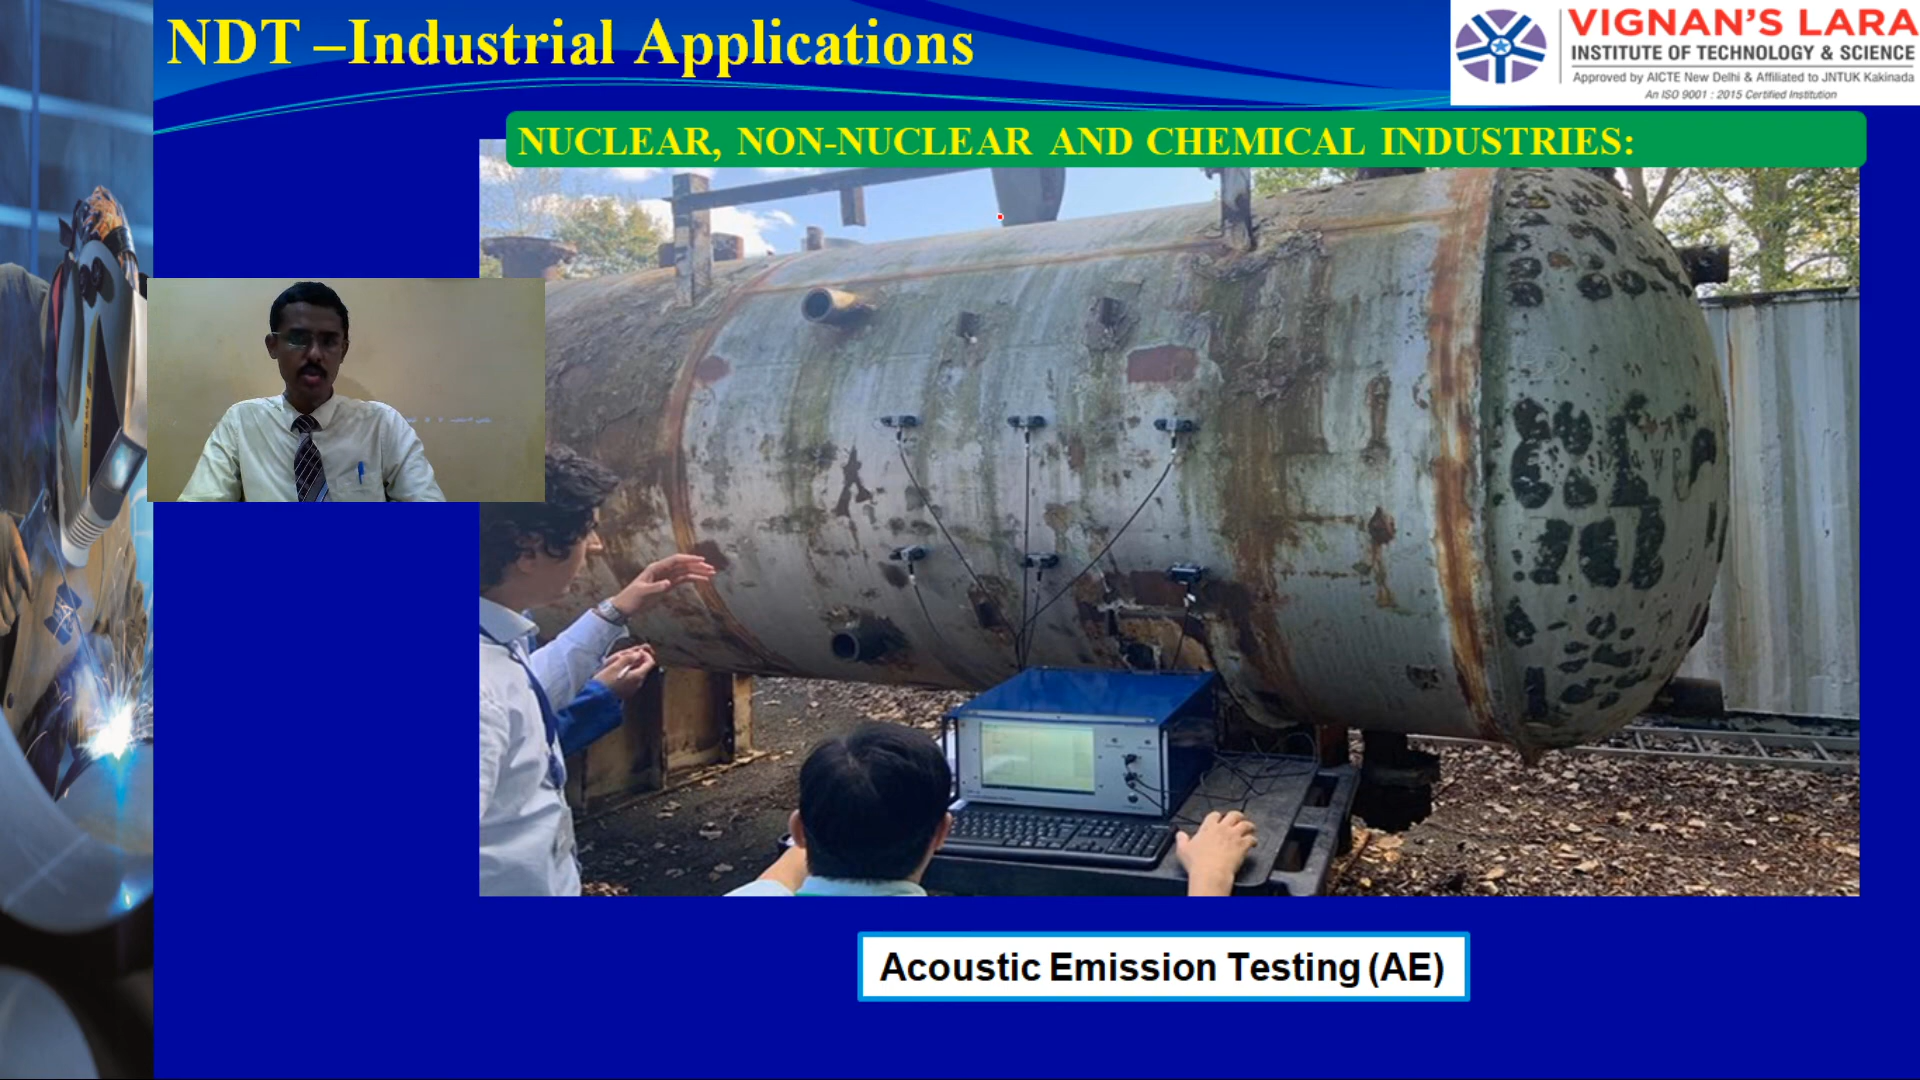 NDT –Industrial Applications
VIGNAN'S LARA
INSTITUTE OF TECHNOLOGY & SCIENCE
Approved by AICTE New Delhi & Affiliated to JNTUK Kakinada
An ISO 9001 : 2015 Certified Institution
NUCLEAR, NON-NUCLEAR AND CHEMICAL INDUSTRIES:
Acoustic Emission Testing (AE)